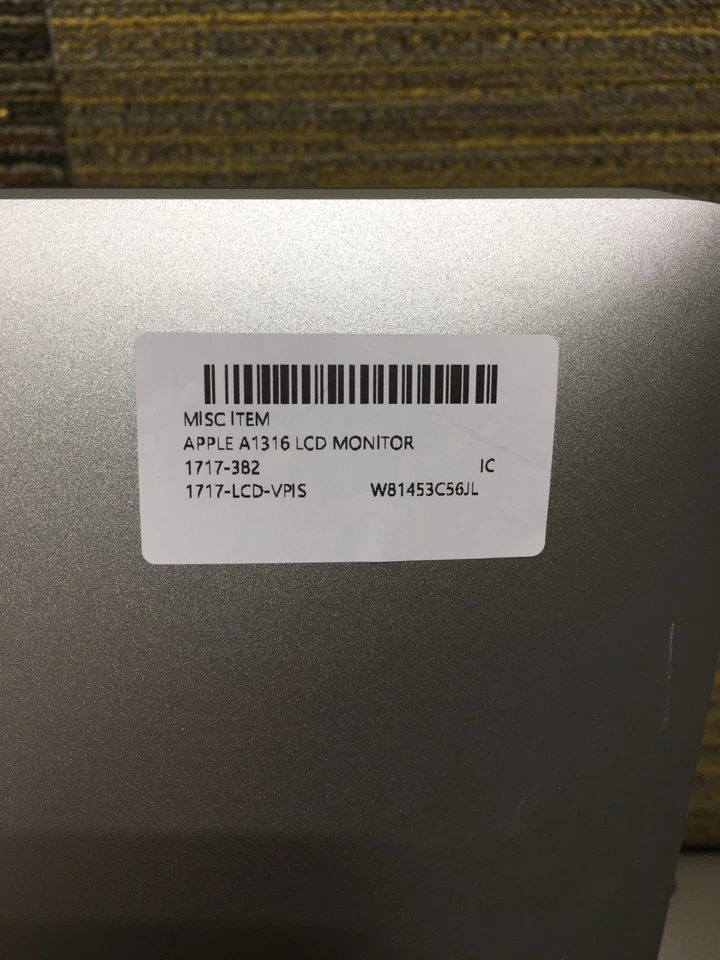 MISC ITEM
APPLE A1316 LCD MONITOR
1717-382 IC
1717-LCD-VPIS W81453C56JL